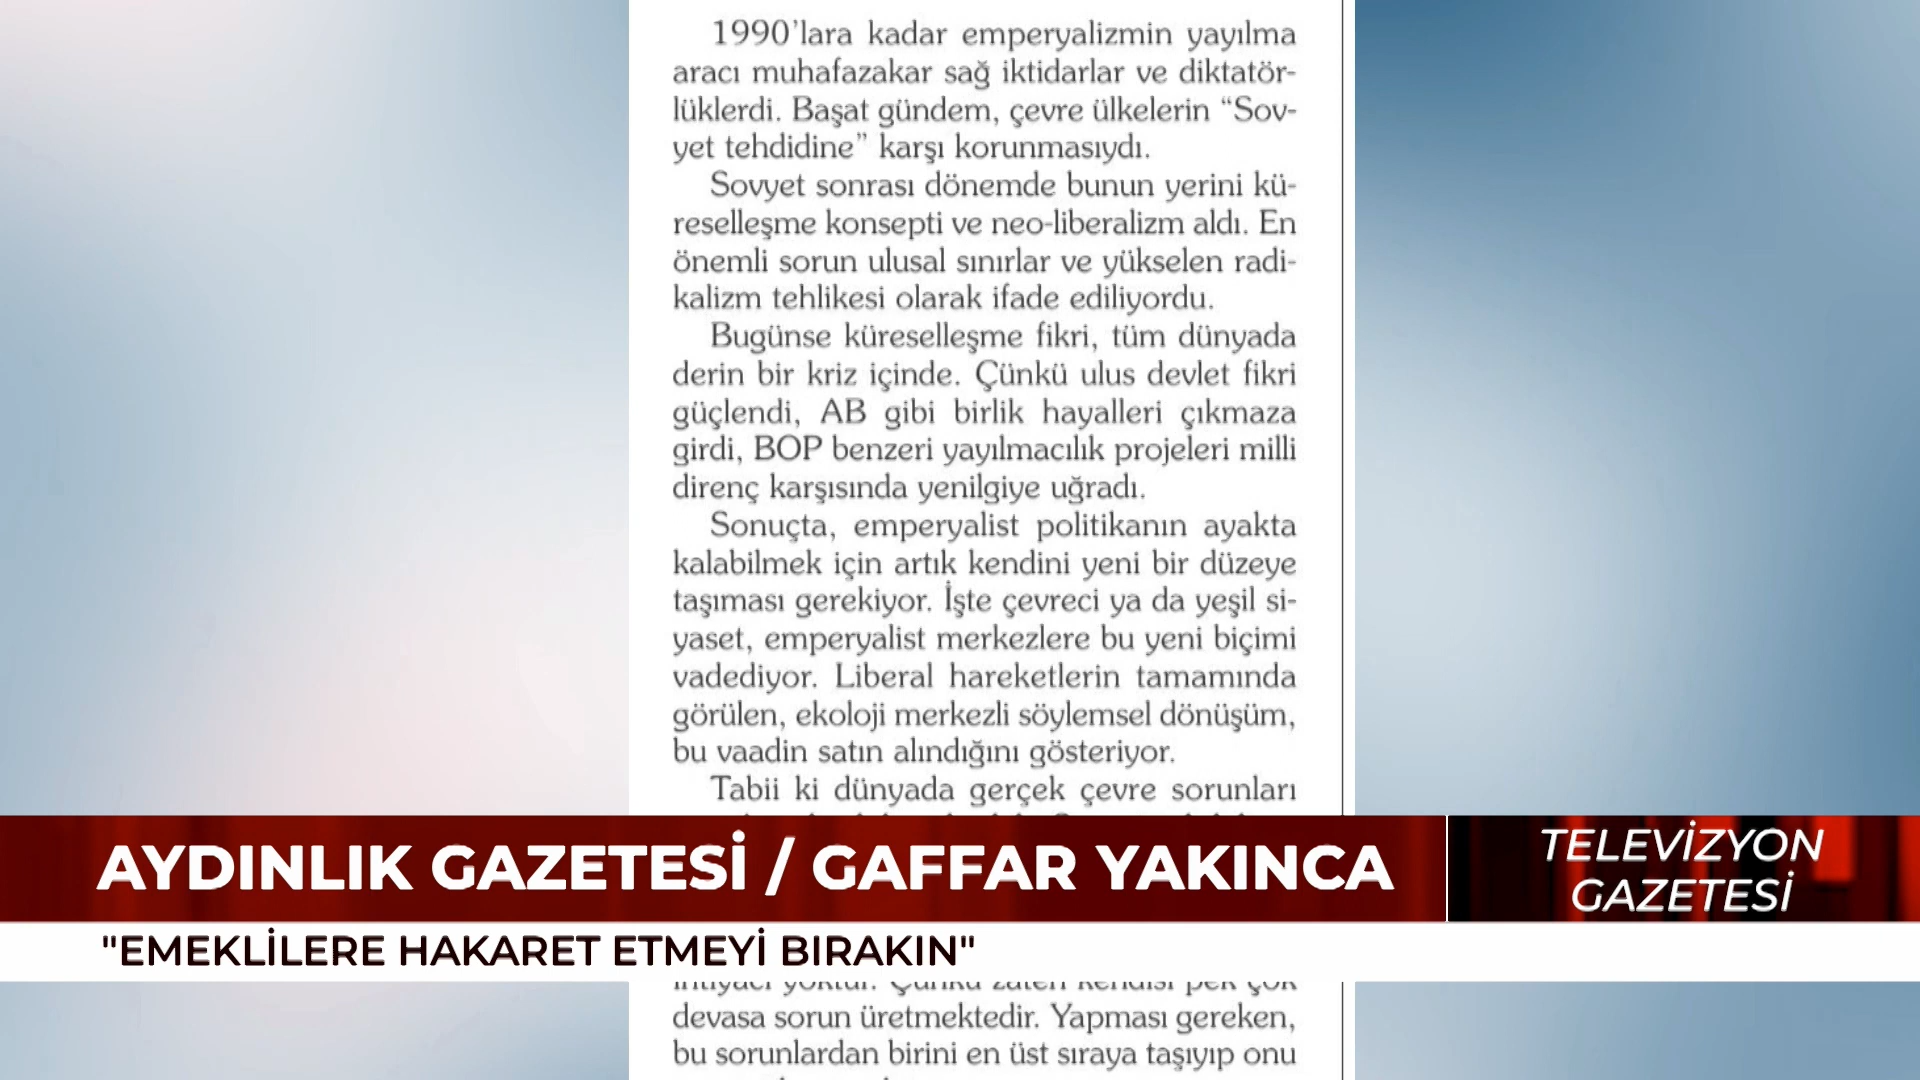 1990’lara kadar emperyalizmin yayılma
aracı muhafazakar sağ iktidarlar ve diktatör-
lüklerdi. Başat gündem, çevre ülkelerin “Sov-
yet tehdidine” karşı korunmasıydı.
Sovyet sonrası dönemde bunun yerini kü-
reselleşme konsepti ve neo-liberalizm aldı. En
önemli sorun ulusal sınırlar ve yükselen radi-
kalizm tehlikesi olarak ifade ediliyordu.
Bugünse küreselleşme fikri, tüm dünyada
derin bir kriz içinde. Çünkü ulus devlet fikri
güçlendi, AB gibi birlik hayalleri çıkmaza
girdi, BOP benzeri yayılmacılık projeleri milli
direnç karşısında yenilgiye uğradı.
Sonuçta, emperyalist politikanın ayakta
kalabilmek için artık kendini yeni bir düzeye
taşıması gerekiyor. İşte çevreci ya da yeşil si-
yaset, emperyalist merkezlere bu yeni biçimi
vadediyor. Liberal hareketlerin tamamında
görülen, ekoloji merkezli söylemsel dönüşüm,
bu vaadin satın alındığını gösteriyor.
Tabii ki dünyada gerçek çevre sorunları
AYDINLIK GAZETESİ / GAFFAR YAKINCA
TELEVİZYON
GAZETESİ
"EMEKLİLERE HAKARET ETMEYİ BIRAKIN"
ihtiyacı yoktur. Çünkü zaten kendisi pek çok
devasa sorun üretmektedir. Yapması gereken,
bu sorunlardan birini en üst sıraya taşıyıp onu